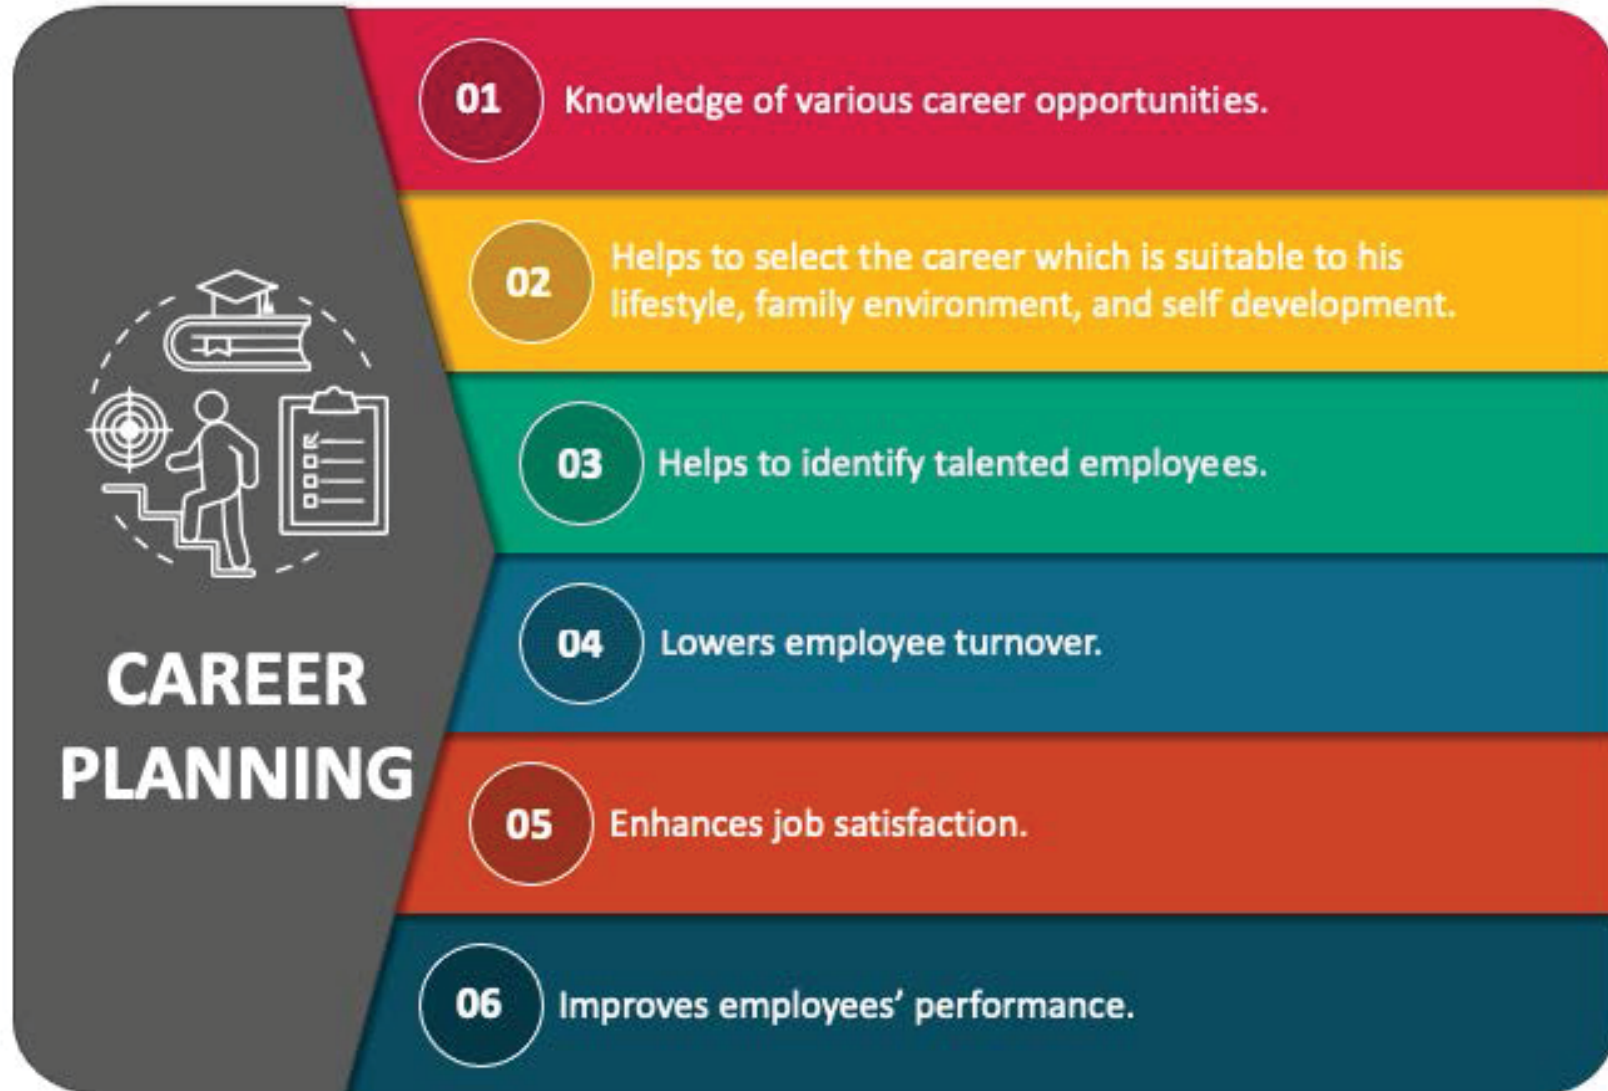 CAREER
PLANNING
01 Knowledge of various career opportunities.
02 Helps to select the career which is suitable to his
lifestyle, family environment, and self development.
03 Helps to identify talented employees.
04 Lowers employee turnover.
05 Enhances job satisfaction.
06 Improves employees’ performance.